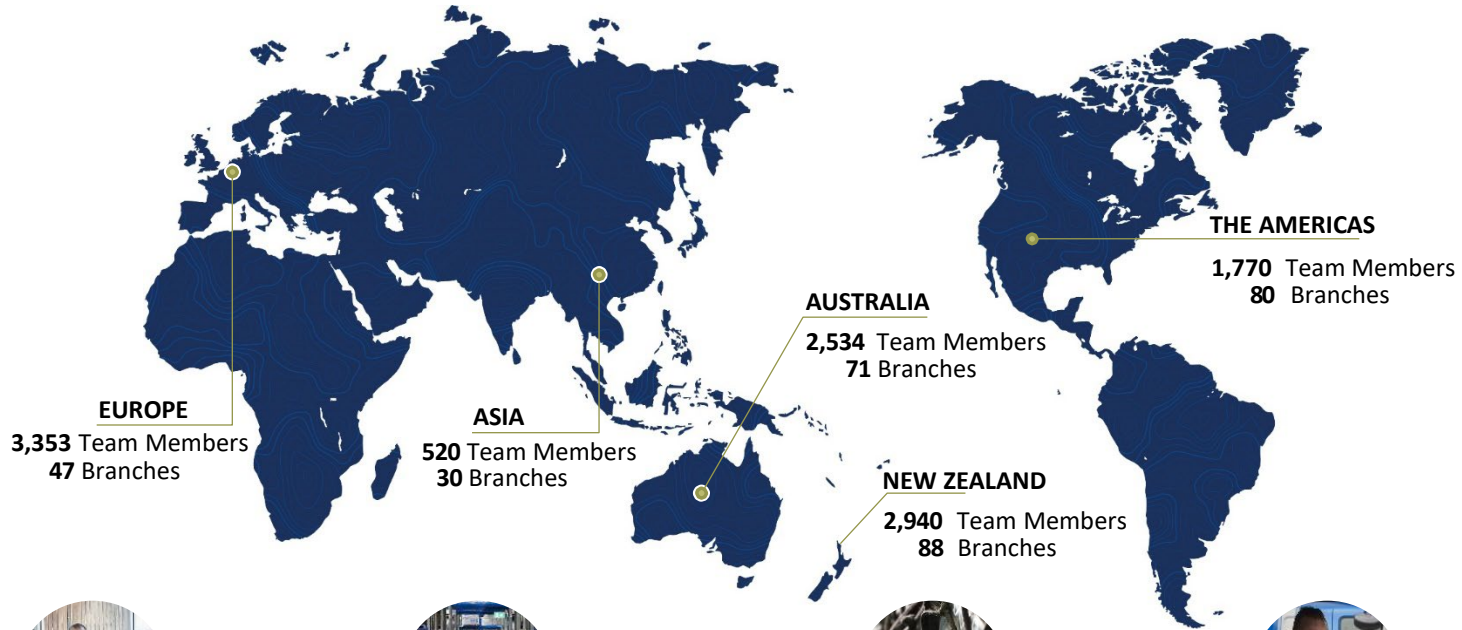 THE AMERICAS
1,770 Team Members
80 Branches
AUSTRALIA
2,534 Team Members
71 Branches
EUROPE
3,353 Team Members
47 Branches
ASIA
520 Team Members
30 Branches
NEW ZEALAND
2,940 Team Members
88 Branches